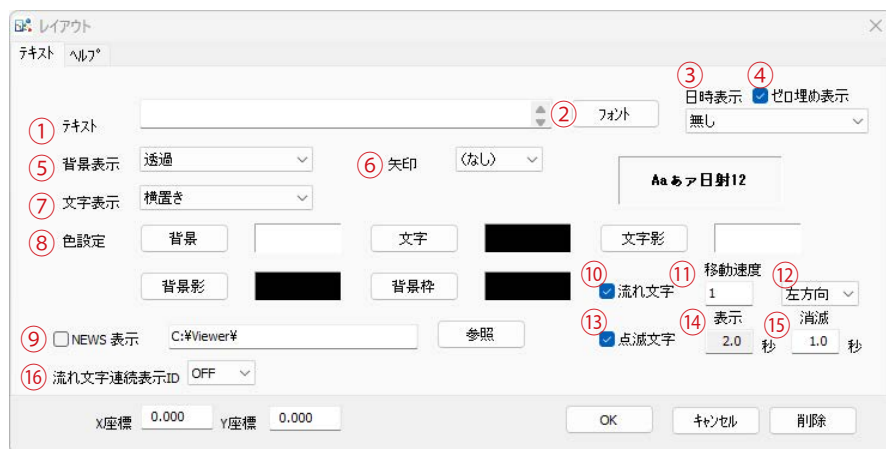 レイアウト
テキスト ヘルプ
③ ④
日時表示 ゼロ埋め表示
① テキスト ② フォント 無し
⑤ 背景表示 透過 ⑥ 矢印 (なし) Aaあァ日射12
⑦ 文字表示 横置き
⑧ 色設定 背景 文字 文字影
背景影 背景枠 ⑩ 流れ文字 ⑪ 移動速度 1 ⑫ 左方向
⑨ NEWS 表示 C:¥Viewer¥ 参照 ⑬ 点滅文字 ⑭ 表示 2.0 秒 ⑮ 消滅 1.0 秒
⑯ 流れ文字連続表示ID OFF
X座標 0.000 Y座標 0.000 OK キャンセル 削除